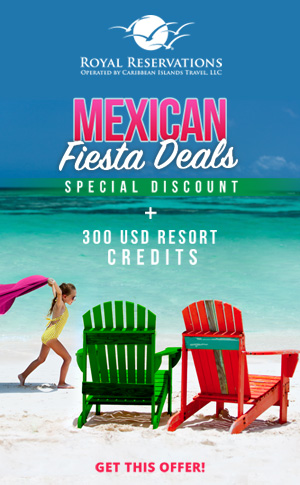 ROYAL RESERVATIONS
OPERATED BY CARIBBEAN ISLANDS TRAVEL, LLC
MEXICAN
Fiesta Deals
SPECIAL DISCOUNT
+
300 USD RESORT
CREDITS
GET THIS OFFER!